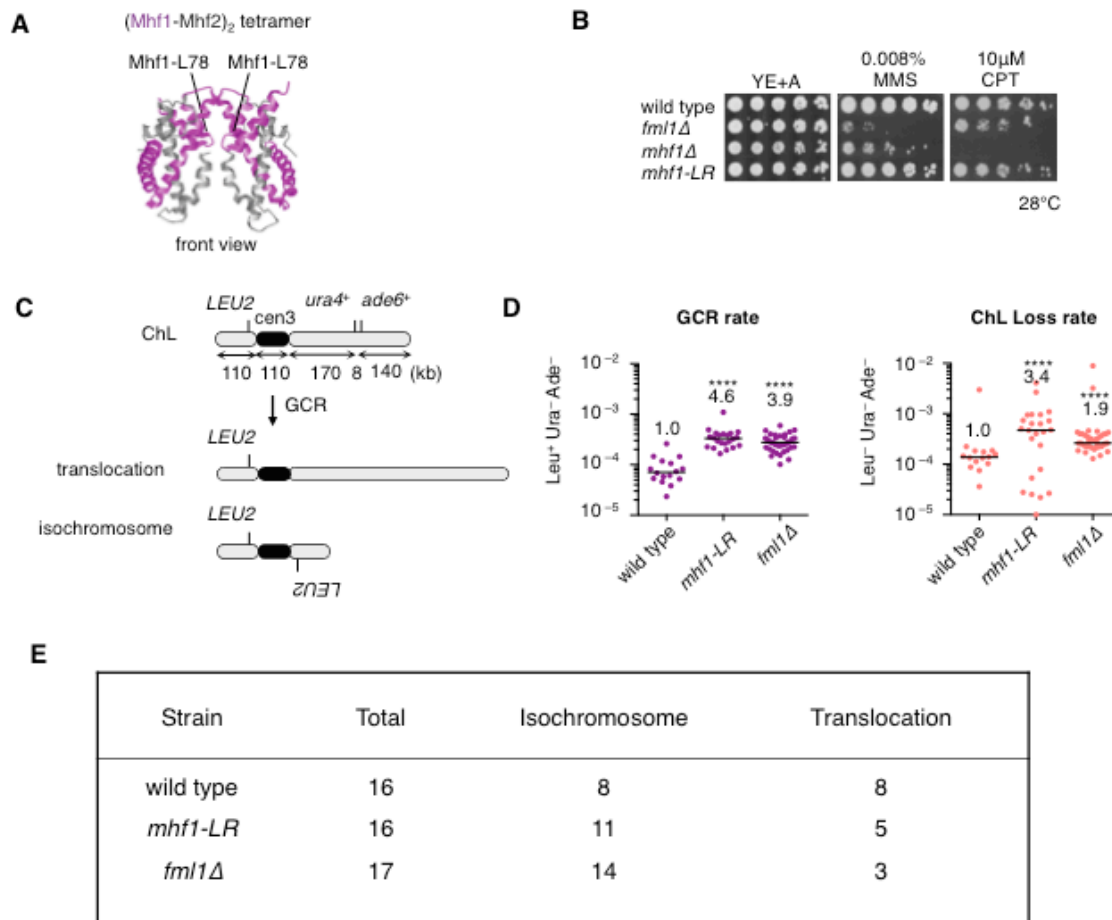 A
(Mhf1-Mhf2)2 tetramer
Mhf1-L78 Mhf1-L78
front view
B
YE+A 0.008% MMS 10μM CPT
wild type
fml1Δ
mhf1Δ
mhf1-LR
28°C
C
LEU2 cen3 ura4+ ade6+
ChL
110 110 170 8 140 (kb)
GCR
LEU2
translocation
LEU2
isochromosome
LEU2
D
GCR rate
Leu+ Ura- Ade-
10-2
10-3
10-4
10-5
1.0
****
4.6
****
3.9
wild type mhf1-LR fml1Δ
ChL Loss rate
Leu- Ura- Ade-
10-2
10-3
10-4
10-5
1.0
****
3.4
****
1.9
wild type mhf1-LR fml1Δ
E
Strain Total Isochromosome Translocation
wild type 16 8 8
mhf1-LR 16 11 5
fml1Δ 17 14 3